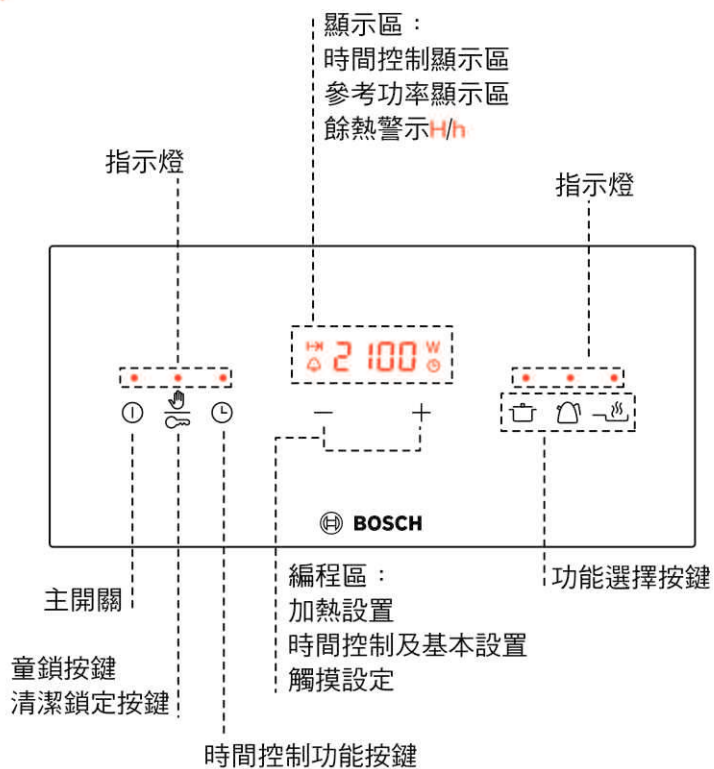 顯示區：
時間控制顯示區
參考功率顯示區
餘熱警示H/h
指示燈
指示燈
2100 W
BOSCH
主開關
編程區：
加熱設置
時間控制及基本設置
觸摸設定
功能選擇按鍵
童鎖按鍵
清潔鎖定按鍵
時間控制功能按鍵